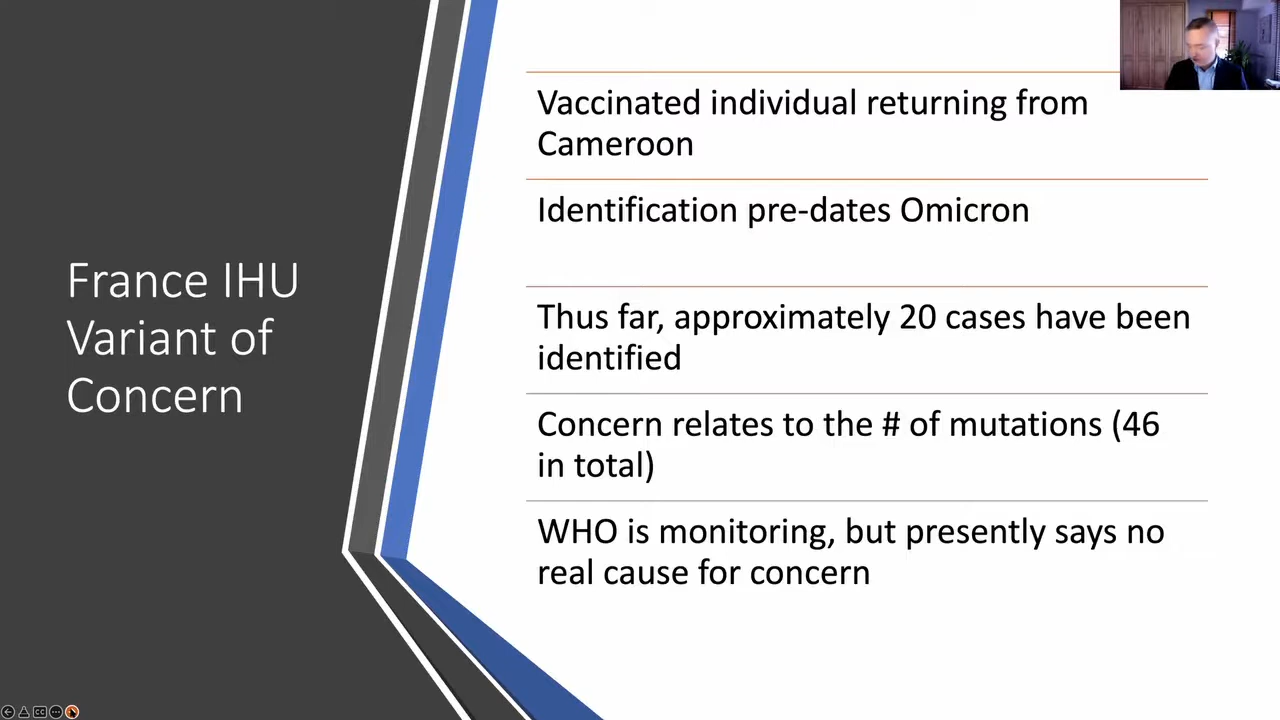 France IHU
Variant of
Concern
Vaccinated individual returning from
Cameroon
Identification pre-dates Omicron
Thus far, approximately 20 cases have been
identified
Concern relates to the # of mutations (46
in total)
WHO is monitoring, but presently says no
real cause for concern